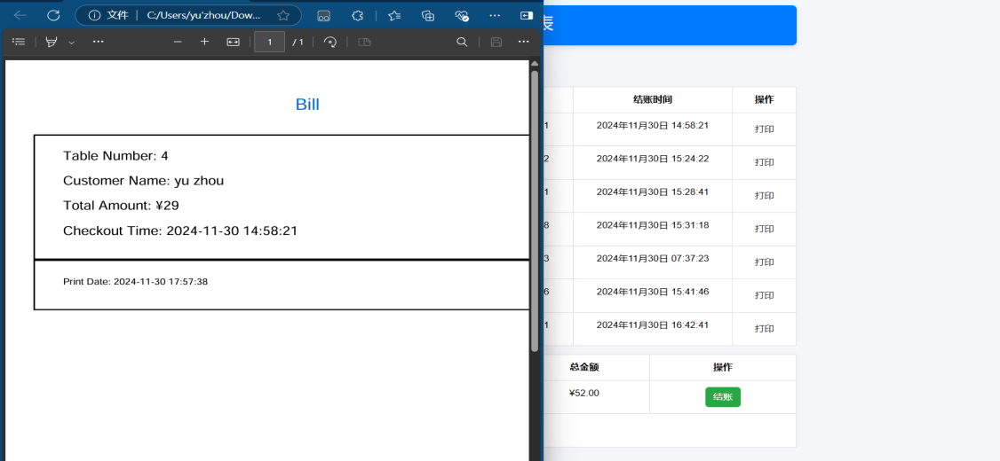 文件 C:/Users/yu'zhou/Dow...
1 / 1
Bill
Table Number: 4
Customer Name: yu zhou
Total Amount: ¥29
Checkout Time: 2024-11-30 14:58:21
Print Date: 2024-11-30 17:57:38
表
结账时间 操作
1 2024年11月30日 14:58:21 打印
2 2024年11月30日 15:24:22 打印
1 2024年11月30日 15:28:41 打印
8 2024年11月30日 15:31:18 打印
3 2024年11月30日 07:37:23 打印
6 2024年11月30日 15:41:46 打印
1 2024年11月30日 16:42:41 打印
总金额 操作
¥52.00 结账